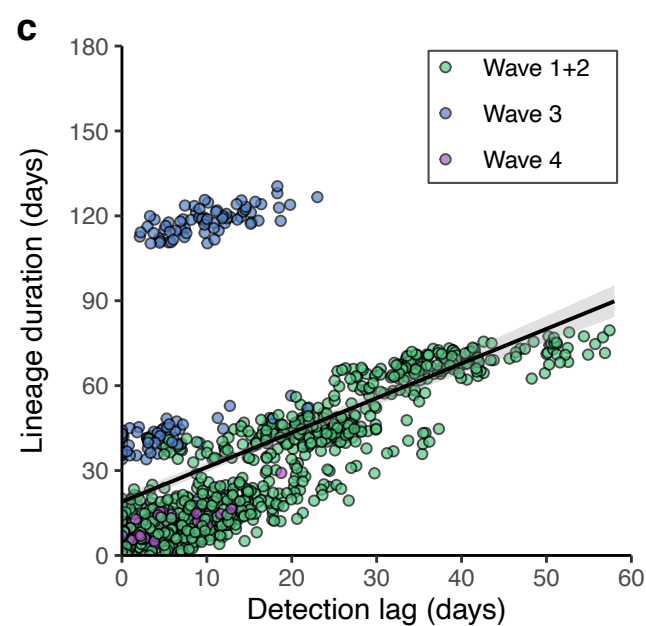 c
180
150
120
90
60
30
0
Lineage duration (days)
Wave 1+2
Wave 3
Wave 4
0 10 20 30 40 50 60
Detection lag (days)